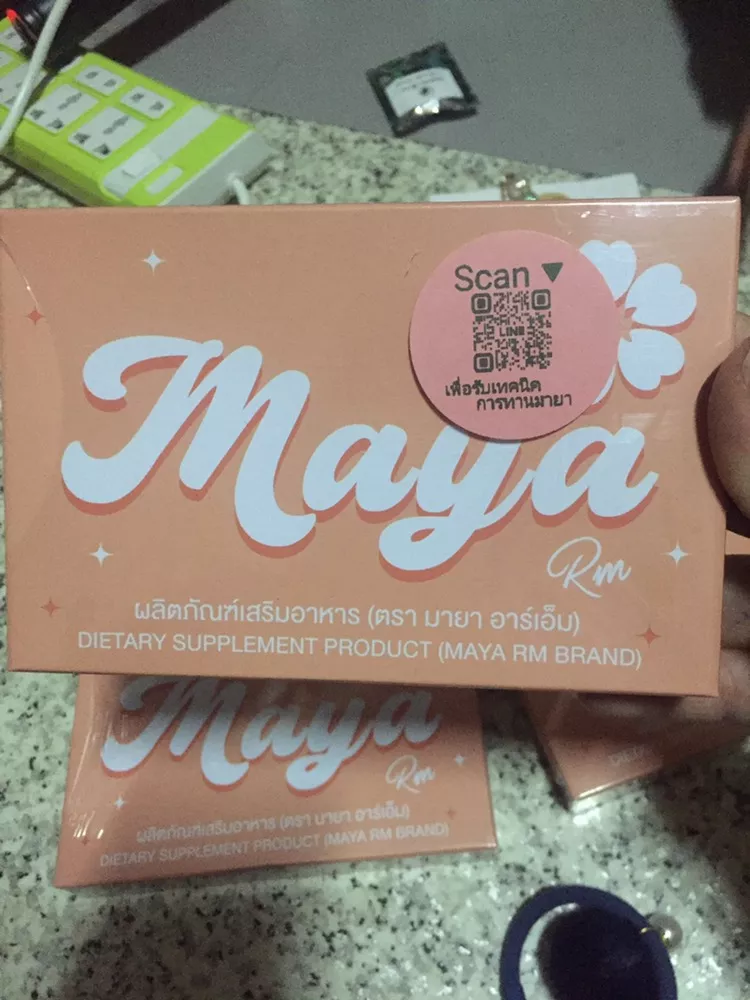 Scan ▼
LINE
เพื่อรับเทคนิค
การทานมายา
Maya
Rm
ผลิตภัณฑ์เสริมอาหาร (ตรา มายา อาร์เอ็ม)
DIETARY SUPPLEMENT PRODUCT (MAYA RM BRAND)
Maya
Rm
ผลิตภัณฑ์เสริมอาหาร (ตรา มายา อาร์เอ็ม)
DIETARY SUPPLEMENT PRODUCT (MAYA RM BRAND)